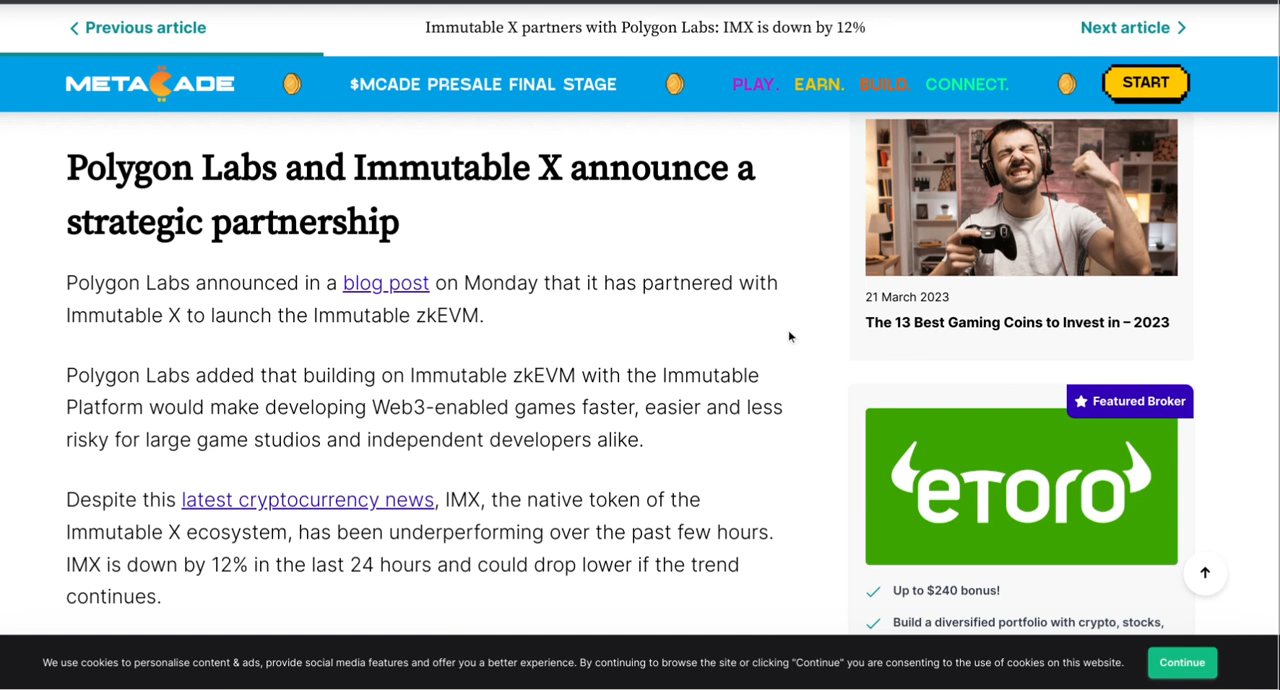 Previous article
Immutable X partners with Polygon Labs: IMX is down by 12%
Next article
METACADE
$MCADE PRESALE FINAL STAGE
PLAY. EARN. BUILD. CONNECT.
START
Polygon Labs and Immutable X announce a
strategic partnership
Polygon Labs announced in a blog post on Monday that it has partnered with
Immutable X to launch the Immutable zkEVM.
Polygon Labs added that building on Immutable zkEVM with the Immutable
Platform would make developing Web3-enabled games faster, easier and less
risky for large game studios and independent developers alike.
Despite this latest cryptocurrency news, IMX, the native token of the
Immutable X ecosystem, has been underperforming over the past few hours.
IMX is down by 12% in the last 24 hours and could drop lower if the trend
continues.
21 March 2023
The 13 Best Gaming Coins to Invest in – 2023
Featured Broker
eToro
Up to $240 bonus!
Build a diversified portfolio with crypto, stocks,
We use cookies to personalise content & ads, provide social media features and offer you a better experience. By continuing to browse the site or clicking "Continue" you are consenting to the use of cookies on this website.
Continue